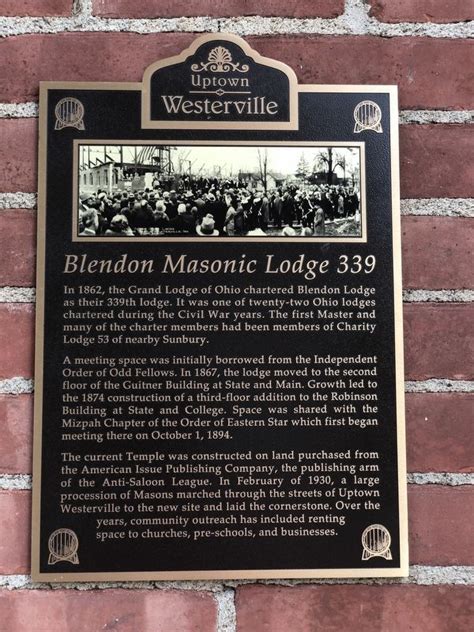 Uptown
Westerville
Blendon Masonic Lodge 339
In 1862, the Grand Lodge of Ohio chartered Blendon Lodge
as their 339th lodge. It was one of twenty-two Ohio lodges
chartered during the Civil War years. The first Master and
many of the charter members had been members of Charity
Lodge 53 of nearby Sunbury.
A meeting space was initially borrowed from the Independent
Order of Odd Fellows. In 1867, the lodge moved to the second
floor of the Guitner Building at State and Main. Growth led to
the 1874 construction of a third-floor addition to the Robinson
Building at State and College. Space was shared with the
Mizpah Chapter of the Order of Eastern Star which first began
meeting there on October 1, 1894.
The current Temple was constructed on land purchased from
the American Issue Publishing Company, the publishing arm
of the Anti-Saloon League. In February of 1930, a large
procession of Masons marched through the streets of Uptown
Westerville to the new site and laid the cornerstone. Over the
years, community outreach has included renting
space to churches, pre-schools, and businesses.